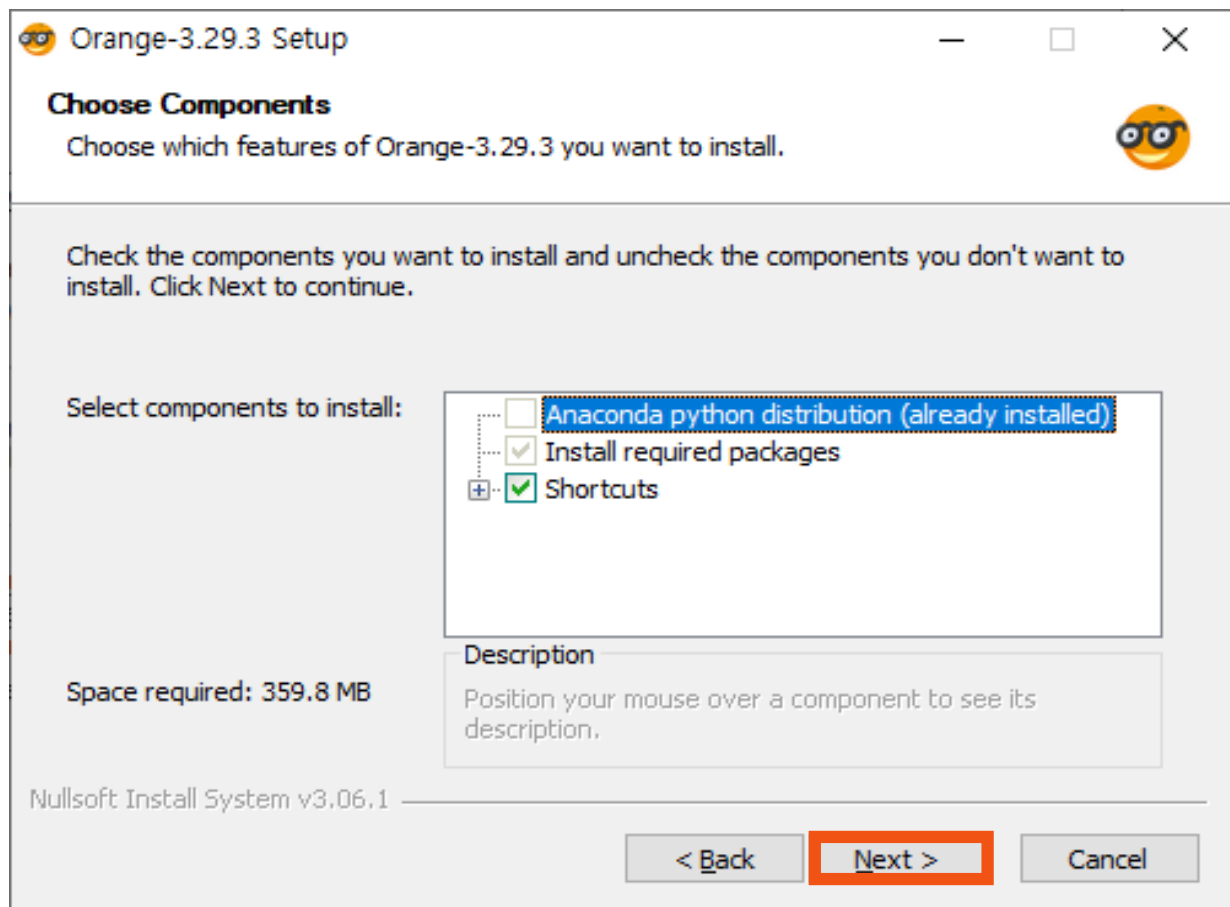 Orange-3.29.3 Setup
Choose Components
Choose which features of Orange-3.29.3 you want to install.
Check the components you want to install and uncheck the components you don't want to
install. Click Next to continue.
Select components to install:
Anaconda python distribution (already installed)
Install required packages
Shortcuts
Space required: 359.8 MB
Description
Position your mouse over a component to see its
description.
Nullsoft Install System v3.06.1
< Back
Next >
Cancel